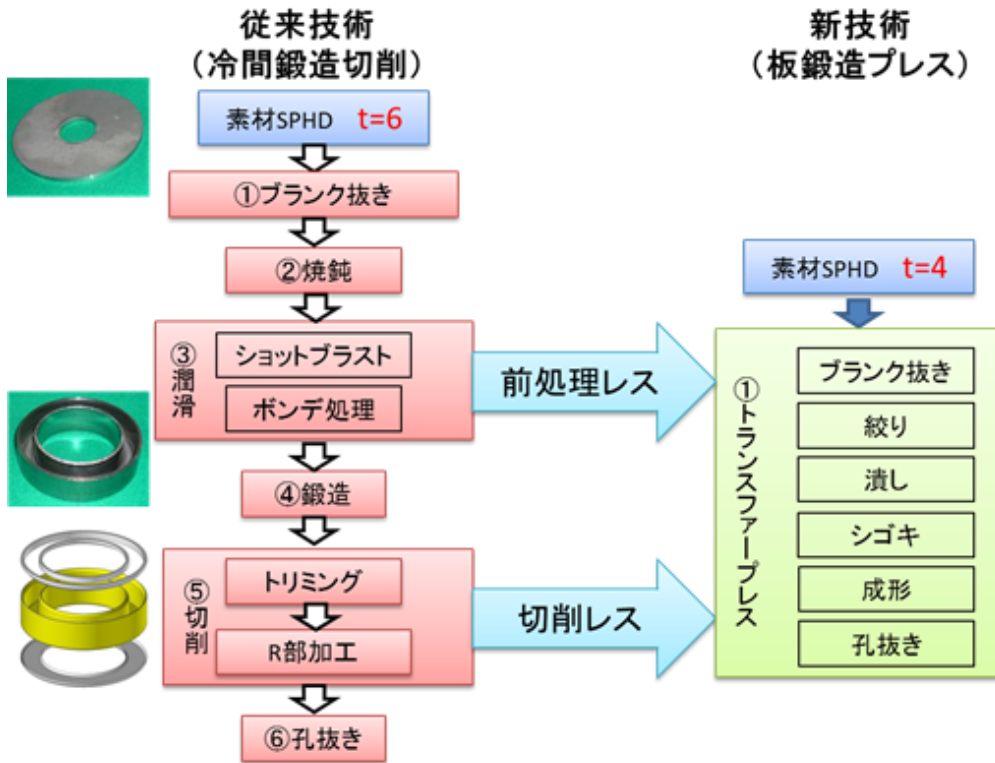 従来技術
（冷間鍛造切削）
素材SPHD t=6
①ブランク抜き
②焼鈍
③潤滑
ショットブラスト
ボンデ処理
④鍛造
⑤切削
トリミング
R部加工
⑥孔抜き
前処理レス
切削レス
新技術
（板鍛造プレス）
素材SPHD t=4
①トランスファープレス
ブランク抜き
絞り
潰し
シゴキ
成形
孔抜き